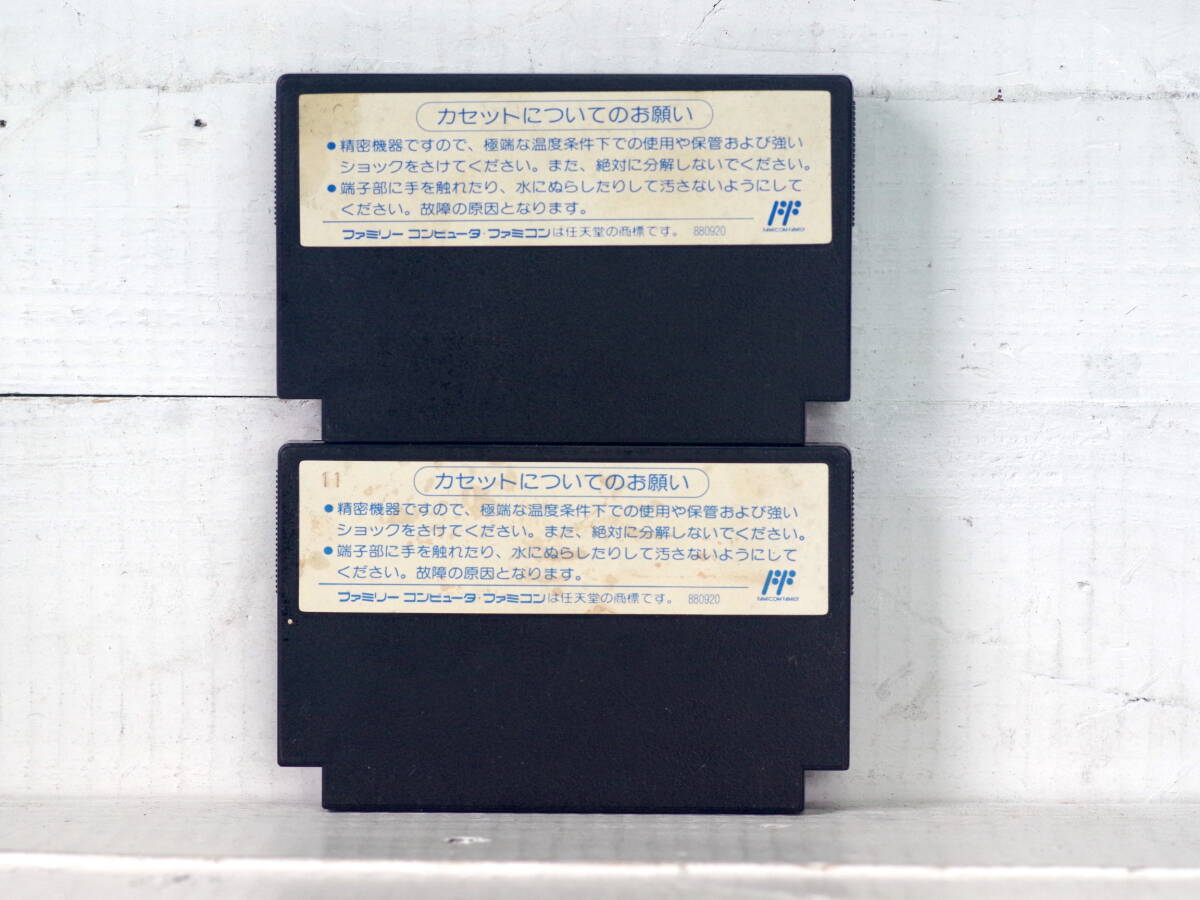 カセットについてのお願い
●精密機器ですので、極端な温度条件下での使用や保管および強い
ショックをさけてください。また、絶対に分解しないでください。
●端子部に手を触れたり、水にぬらしたりして汚さないようにして
ください。故障の原因となります。
ファミリー コンピュータ・ファミコンは任天堂の商標です。 880920
FF
FAMICOM FAMILY
11
カセットについてのお願い
●精密機器ですので、極端な温度条件下での使用や保管および強い
ショックをさけてください。また、絶対に分解しないでください。
●端子部に手を触れたり、水にぬらしたりして汚さないようにして
ください。故障の原因となります。
ファミリー コンピュータ・ファミコンは任天堂の商標です。 880920
FF
FAMICOM FAMILY